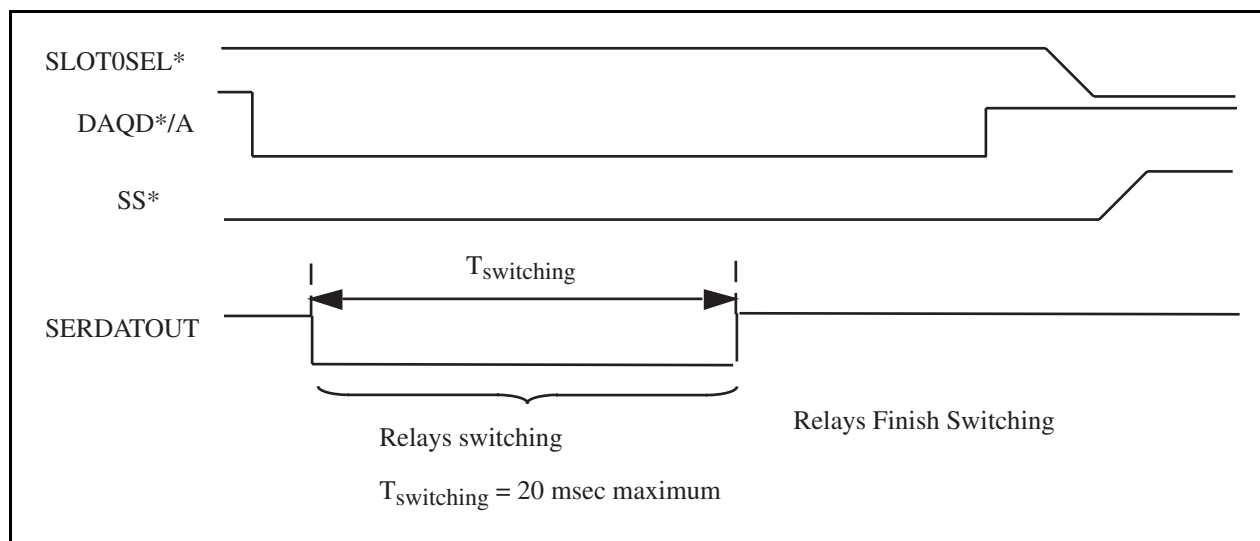 SLOT0SEL*
DAQD*/A
SS*
Tswitching
SERDATOUT
Relays switching
Relays Finish Switching
Tswitching = 20 msec maximum